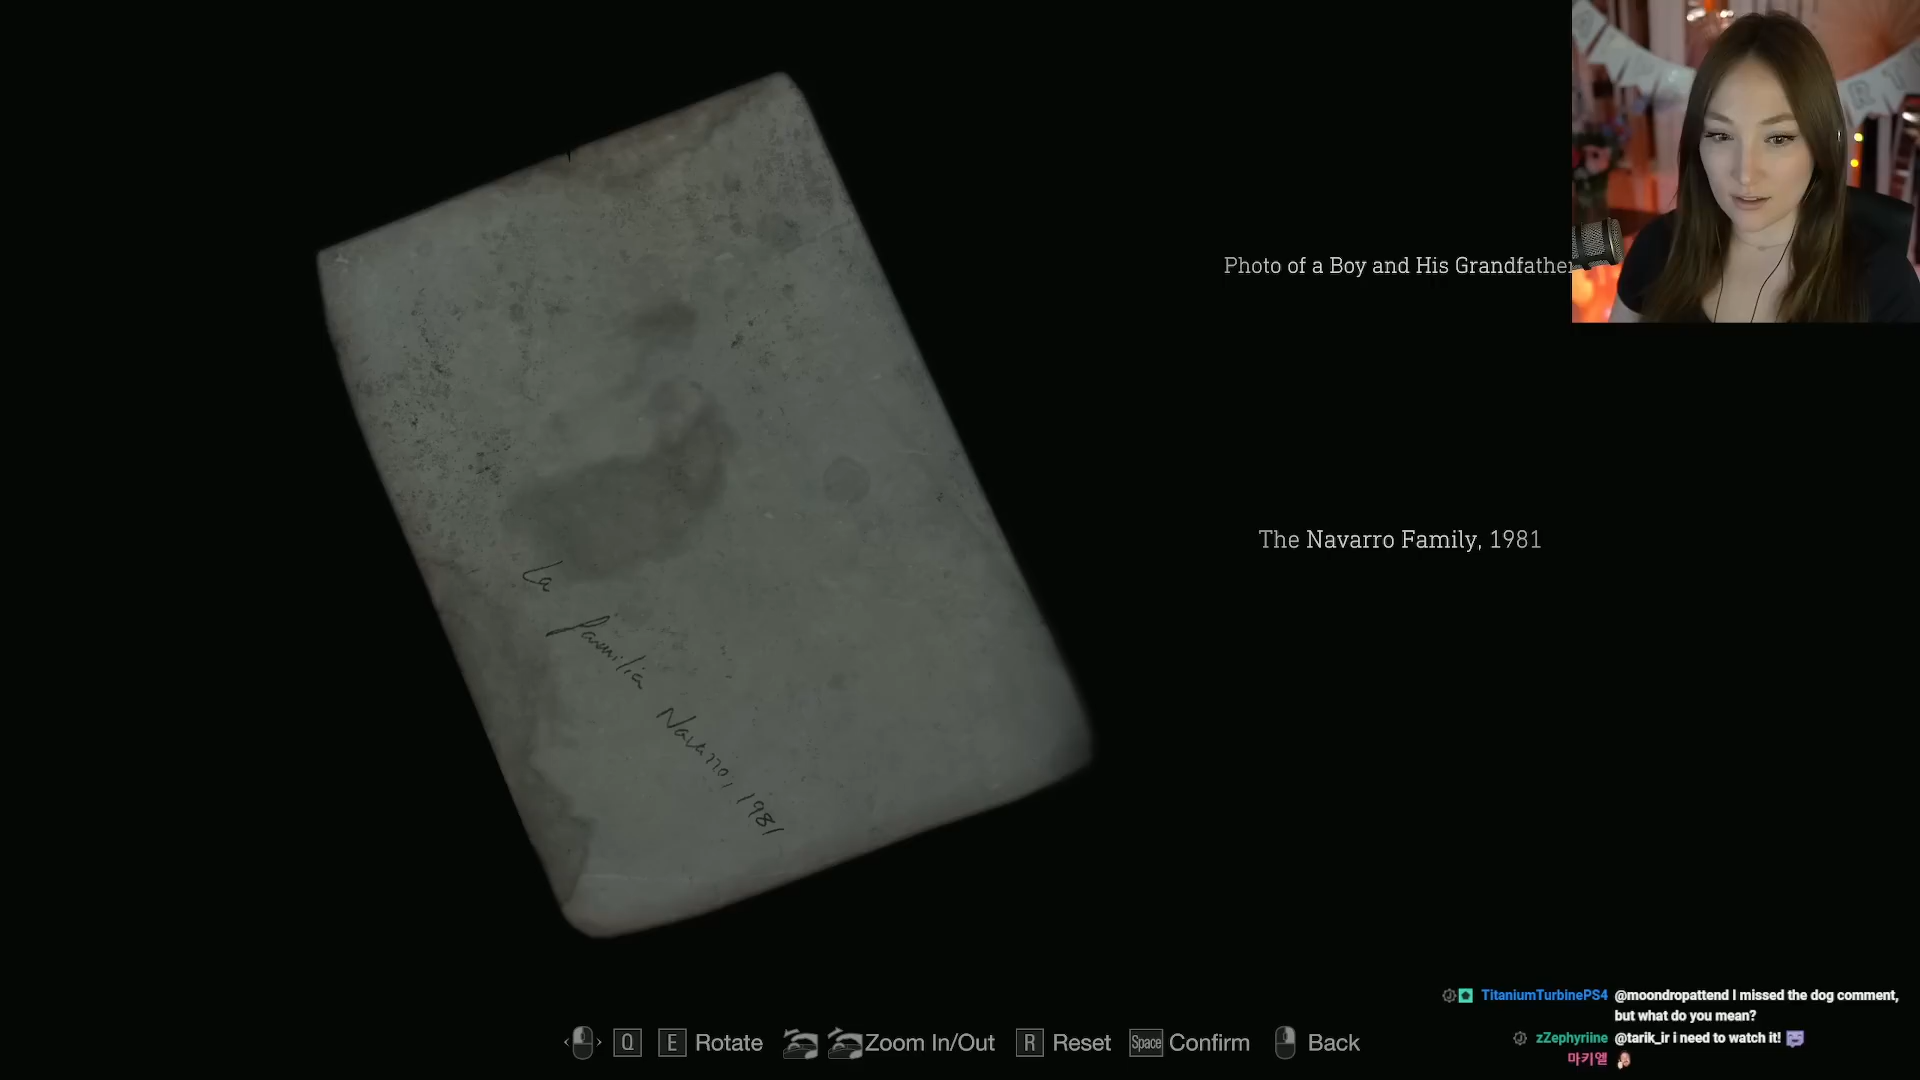 Photo of a Boy and His Grandfather
The Navarro Family, 1981
La familia Navarro, 1981
TitaniumTurbinePS4 @moondropattend I missed the dog comment,
but what do you mean?
zZephyriine @tarik_ir i need to watch it!
마키엘
Q E Rotate Zoom In/Out R Reset Space Confirm Back